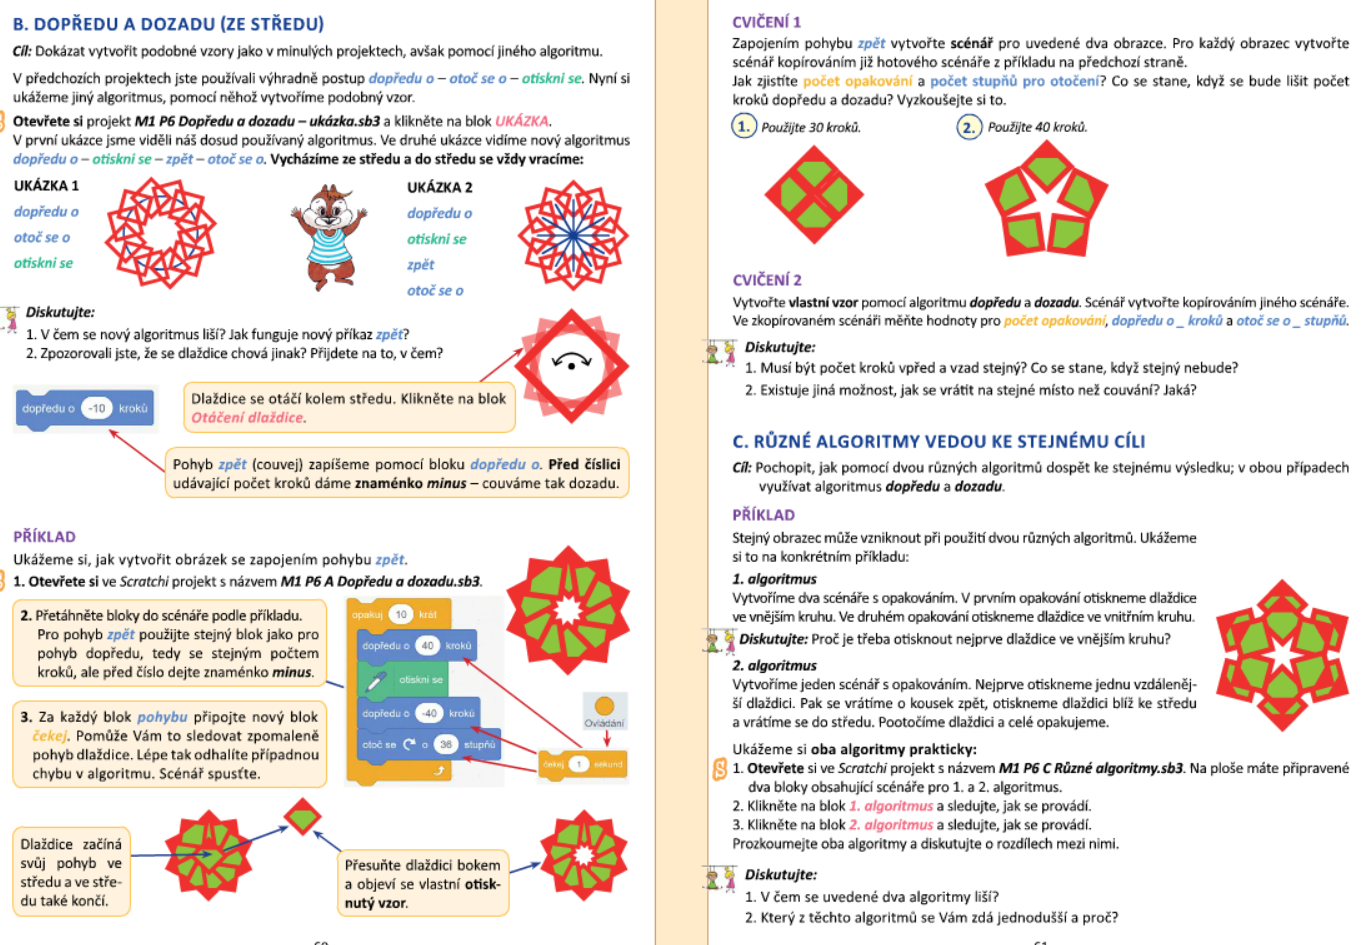 B. DOPŘEDU A DOZADU (ZE STŘEDU)
Cíl: Dokázat vytvořit podobné vzory jako v minulých projektech, avšak pomocí jiného algoritmu.
V předchozích projektech jste používali výhradně postup dopředu o – otoč se o – otiskni se. Nyní si
ukážeme jiný algoritmus, pomocí něhož vytvoříme podobný vzor.
Otevřete si projekt M1 P6 Dopředu a dozadu – ukázka.sb3 a klikněte na blok UKÁZKA.
V první ukázce jsme viděli náš dosud používaný algoritmus. Ve druhé ukázce vidíme nový algoritmus
dopředu o – otiskni se – zpět – otoč se o. Vycházíme ze středu a do středu se vždy vracíme:
UKÁZKA 1
dopředu o
otoč se o
otiskni se
UKÁZKA 2
dopředu o
otiskni se
zpět
otoč se o
Diskutujte:
1. V čem se nový algoritmus liší? Jak funguje nový příkaz zpět?
2. Zpozorovali jste, že se dlaždice chová jinak? Přijdete na to, v čem?
dopředu o -10 kroků
Dlaždice se otáčí kolem středu. Klikněte na blok
Otáčení dlaždice.
Pohyb zpět (couvej) zapíšeme pomocí bloku dopředu o. Před číslici
udávající počet kroků dáme znaménko minus – couváme tak dozadu.
PŘÍKLAD
Ukážeme si, jak vytvořit obrázek se zapojením pohybu zpět.
1. Otevřete si ve Scratchi projekt s názvem M1 P6 A Dopředu a dozadu.sb3.
2. Přetáhněte bloky do scénáře podle příkladu.
Pro pohyb zpět použijte stejný blok jako pro
pohyb dopředu, tedy se stejným počtem
kroků, ale před číslo dejte znaménko minus.
3. Za každý blok pohybu připojte nový blok
čekej. Pomůže Vám to sledovat zpomaleně
pohyb dlaždice. Lépe tak odhalíte případnou
chybu v algoritmu. Scénář spusťte.
opakuj 10 krát
dopředu o 40 kroků
otiskni se
dopředu o -40 kroků
otoč se o 36 stupňů
Ovládání
čekej 1 sekund
Dlaždice začíná
svůj pohyb ve
středu a ve stře-
du také končí.
Přesuňte dlaždici bokem
a objeví se vlastní otisk-
nutý vzor.
60
CVIČENÍ 1
Zapojením pohybu zpět vytvořte scénář pro uvedené dva obrazce. Pro každý obrazec vytvořte
scénář kopírováním již hotového scénáře z příkladu na předchozí straně.
Jak zjistíte počet opakování a počet stupňů pro otočení? Co se stane, když se bude lišit počet
kroků dopředu a dozadu? Vyzkoušejte si to.
1. Použijte 30 kroků.
2. Použijte 40 kroků.
CVIČENÍ 2
Vytvořte vlastní vzor pomocí algoritmu dopředu a dozadu. Scénář vytvořte kopírováním jiného scénáře.
Ve zkopírovaném scénáři měňte hodnoty pro počet opakování, dopředu o _ kroků a otoč se o _ stupňů.
Diskutujte:
1. Musí být počet kroků vpřed a vzad stejný? Co se stane, když stejný nebude?
2. Existuje jiná možnost, jak se vrátit na stejné místo než couvání? Jaká?
C. RŮZNÉ ALGORITMY VEDOU KE STEJNÉMU CÍLI
Cíl: Pochopit, jak pomocí dvou různých algoritmů dospět ke stejnému výsledku; v obou případech
využívat algoritmus dopředu a dozadu.
PŘÍKLAD
Stejný obrazec může vzniknout při použití dvou různých algoritmů. Ukážeme
si to na konkrétním příkladu:
1. algoritmus
Vytvoříme dva scénáře s opakováním. V prvním opakování otiskneme dlaždice
ve vnějším kruhu. Ve druhém opakování otiskneme dlaždice ve vnitřním kruhu.
Diskutujte: Proč je třeba otisknout nejprve dlaždice ve vnějším kruhu?
2. algoritmus
Vytvoříme jeden scénář s opakováním. Nejprve otiskneme jednu vzdáleněj-
ší dlaždici. Pak se vrátíme o kousek zpět, otiskneme dlaždici blíž ke středu
a vrátíme se do středu. Pootočíme dlaždici a celé opakujeme.
Ukážeme si oba algoritmy prakticky:
1. Otevřete si ve Scratchi projekt s názvem M1 P6 C Různé algoritmy.sb3. Na ploše máte připravené
dva bloky obsahující scénáře pro 1. a 2. algoritmus.
2. Klikněte na blok 1. algoritmus a sledujte, jak se provádí.
3. Klikněte na blok 2. algoritmus a sledujte, jak se provádí.
Prozkoumejte oba algoritmy a diskutujte o rozdílech mezi nimi.
Diskutujte:
1. V čem se uvedené dva algoritmy liší?
2. Který z těchto algoritmů se Vám zdá jednodušší a proč?
61